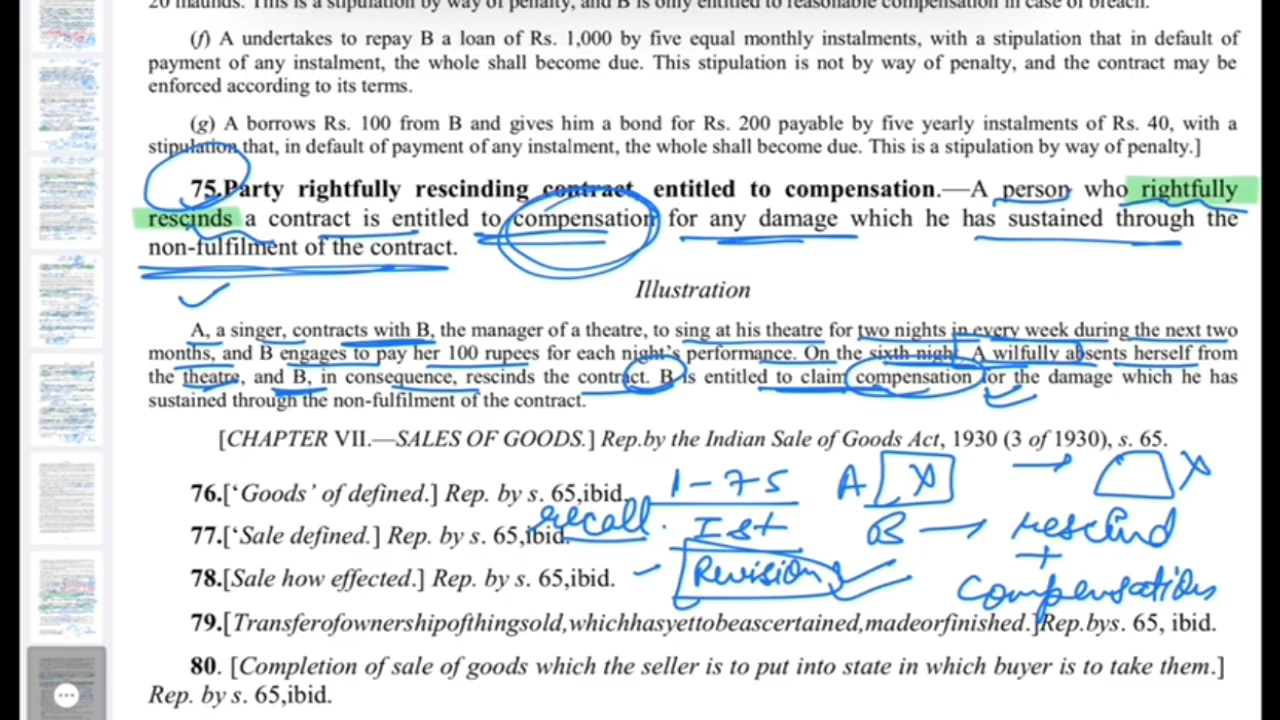 20 maunds. This is a stipulation by way of penalty, and B is only entitled to reasonable compensation in case of breach.
(f) A undertakes to repay B a loan of Rs. 1,000 by five equal monthly instalments, with a stipulation that in default of
payment of any instalment, the whole shall become due. This stipulation is not by way of penalty, and the contract may be
enforced according to its terms.
(g) A borrows Rs. 100 from B and gives him a bond for Rs. 200 payable by five yearly instalments of Rs. 40, with a
stipulation that, in default of payment of any instalment, the whole shall become due. This is a stipulation by way of penalty.]
75.Party rightfully rescinding contract, entitled to compensation.—A person who rightfully
rescinds a contract is entitled to compensation for any damage which he has sustained through the
non-fulfilment of the contract.
Illustration
A, a singer, contracts with B, the manager of a theatre, to sing at his theatre for two nights in every week during the next two
months, and B engages to pay her 100 rupees for each night's performance. On the sixth night, A wilfully absents herself from
the theatre, and B, in consequence, rescinds the contract. B is entitled to claim compensation for the damage which he has
sustained through the non-fulfilment of the contract.
[CHAPTER VII.—SALES OF GOODS.] Rep.by the Indian Sale of Goods Act, 1930 (3 of 1930), s. 65.
76.['Goods' of defined.] Rep. by s. 65,ibid.
1-75 A X X
77.['Sale defined.] Rep. by s. 65,ibid.
recall. Ist B rescind
78.[Sale how effected.] Rep. by s. 65,ibid.
Revision + compensations
79.[Transferofownershipofthingsold,whichhasyettobeascertained,madeorfinished.]Rep.bys. 65, ibid.
80. [Completion of sale of goods which the seller is to put into state in which buyer is to take them.]
Rep. by s. 65,ibid.